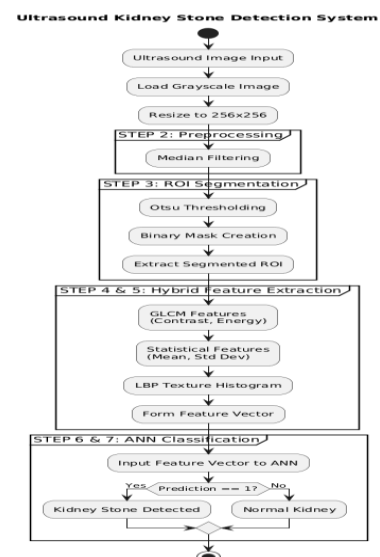 Ultrasound Kidney Stone Detection System
Ultrasound Image Input
Load Grayscale Image
Resize to 256x256
STEP 2: Preprocessing
Median Filtering
STEP 3: ROI Segmentation
Otsu Thresholding
Binary Mask Creation
Extract Segmented ROI
STEP 4 & 5: Hybrid Feature Extraction
GLCM Features
(Contrast, Energy)
Statistical Features
(Mean, Std Dev)
LBP Texture Histogram
Form Feature Vector
STEP 6 & 7: ANN Classification
Input Feature Vector to ANN
Yes Prediction == 1? No
Kidney Stone Detected Normal Kidney